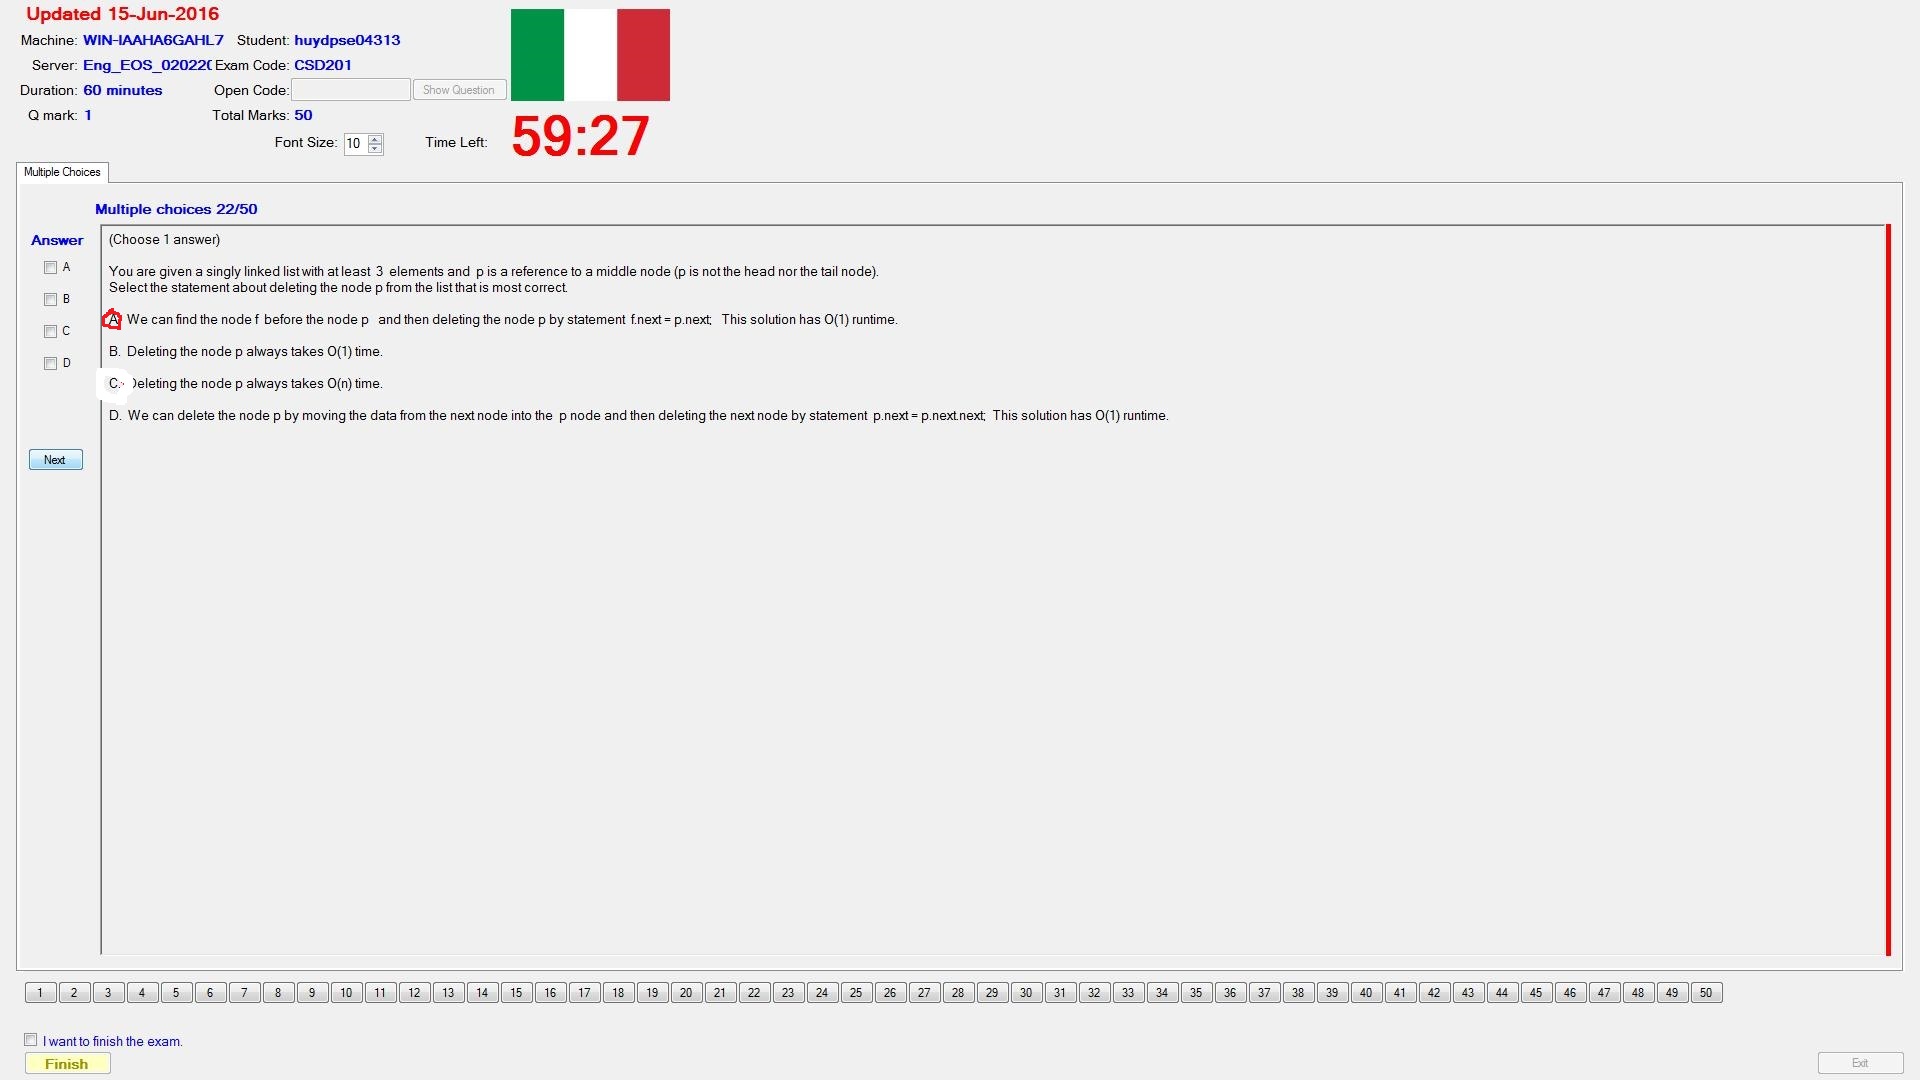 Updated 15-Jun-2016
Machine: WIN-IAAHA6GAHL7 Student: huydpse04313
Server: Eng_EOS_020220 Exam Code: CSD201
Duration: 60 minutes Open Code: Show Question
Q mark: 1 Total Marks: 50
Font Size: 10 Time Left: 59:27
Multiple Choices
Multiple choices 22/50
Answer
(Choose 1 answer)
A
You are given a singly linked list with at least 3 elements and p is a reference to a middle node (p is not the head nor the tail node).
Select the statement about deleting the node p from the list that is most correct.
B
A. We can find the node f before the node p and then deleting the node p by statement f.next = p.next; This solution has O(1) runtime.
C
B. Deleting the node p always takes O(1) time.
D
C. Deleting the node p always takes O(n) time.
D. We can delete the node p by moving the data from the next node into the p node and then deleting the next node by statement p.next = p.next.next; This solution has O(1) runtime.
Next
1 2 3 4 5 6 7 8 9 10 11 12 13 14 15 16 17 18 19 20 21 22 23 24 25 26 27 28 29 30 31 32 33 34 35 36 37 38 39 40 41 42 43 44 45 46 47 48 49 50
I want to finish the exam.
Finish
Exit